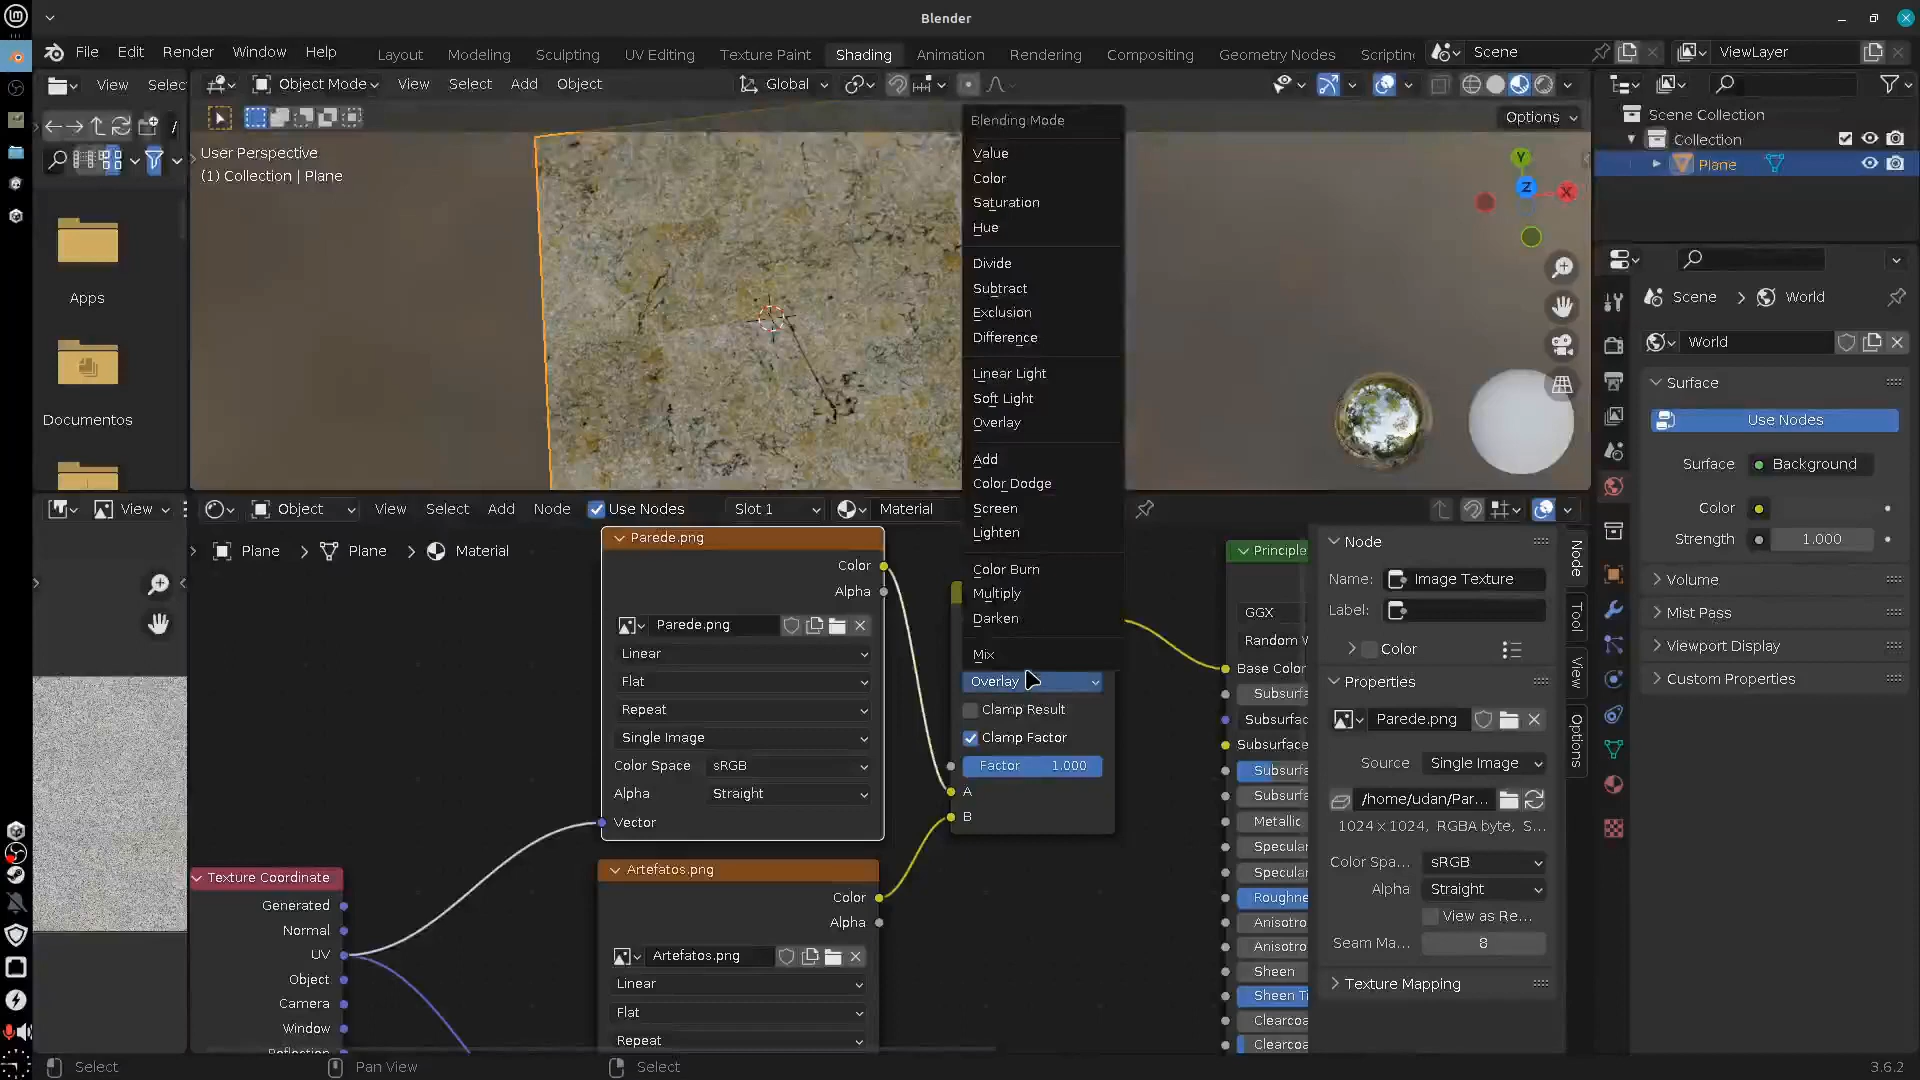 Blender
File Edit Render Window Help
Layout Modeling Sculpting UV Editing Texture Paint Shading Animation Rendering Compositing Geometry Nodes Scripting
Scene
ViewLayer
View Selec
Object Mode View Select Add Object
Global
Options
/
User Perspective
(1) Collection | Plane
Apps
Documentos
Blending Mode
Value
Color
Saturation
Hue
Divide
Subtract
Exclusion
Difference
Linear Light
Soft Light
Overlay
Add
Color Dodge
Screen
Lighten
Color Burn
Multiply
Darken
Mix
Overlay
Clamp Result
Clamp Factor
Factor 1.000
A
B
Y
Z
X
Scene Collection
Collection
Plane
Scene > World
World
Surface
Use Nodes
Surface Background
Color
Strength 1.000
Volume
Mist Pass
Viewport Display
Custom Properties
View
Object View Select Add Node Use Nodes Slot 1 Material
Plane > Plane > Material
Parede.png
Color
Alpha
Parede.png
Linear
Flat
Repeat
Single Image
Color Space sRGB
Alpha Straight
Vector
Artefatos.png
Color
Alpha
Artefatos.png
Linear
Flat
Repeat
Texture Coordinate
Generated
Normal
UV
Object
Camera
Window
Principle
GGX
Random W
Base Color
Subsurfa
Subsurfac
Subsurface
Subsurfa
Subsurfa
Metallic
Specular
Specular
Roughne
Anisotro
Anisotro
Sheen
Sheen Ti
Clearcoa
Clearcoa
Node
Name: Image Texture
Label:
Color
Properties
Parede.png
Source Single Image
/home/udan/Par...
1024 x 1024, RGBA byte, S...
Color Spa... sRGB
Alpha Straight
View as Re...
Seam Ma... 8
Texture Mapping
Node
Tool
View
Options
Select Pan View Select 3.6.2